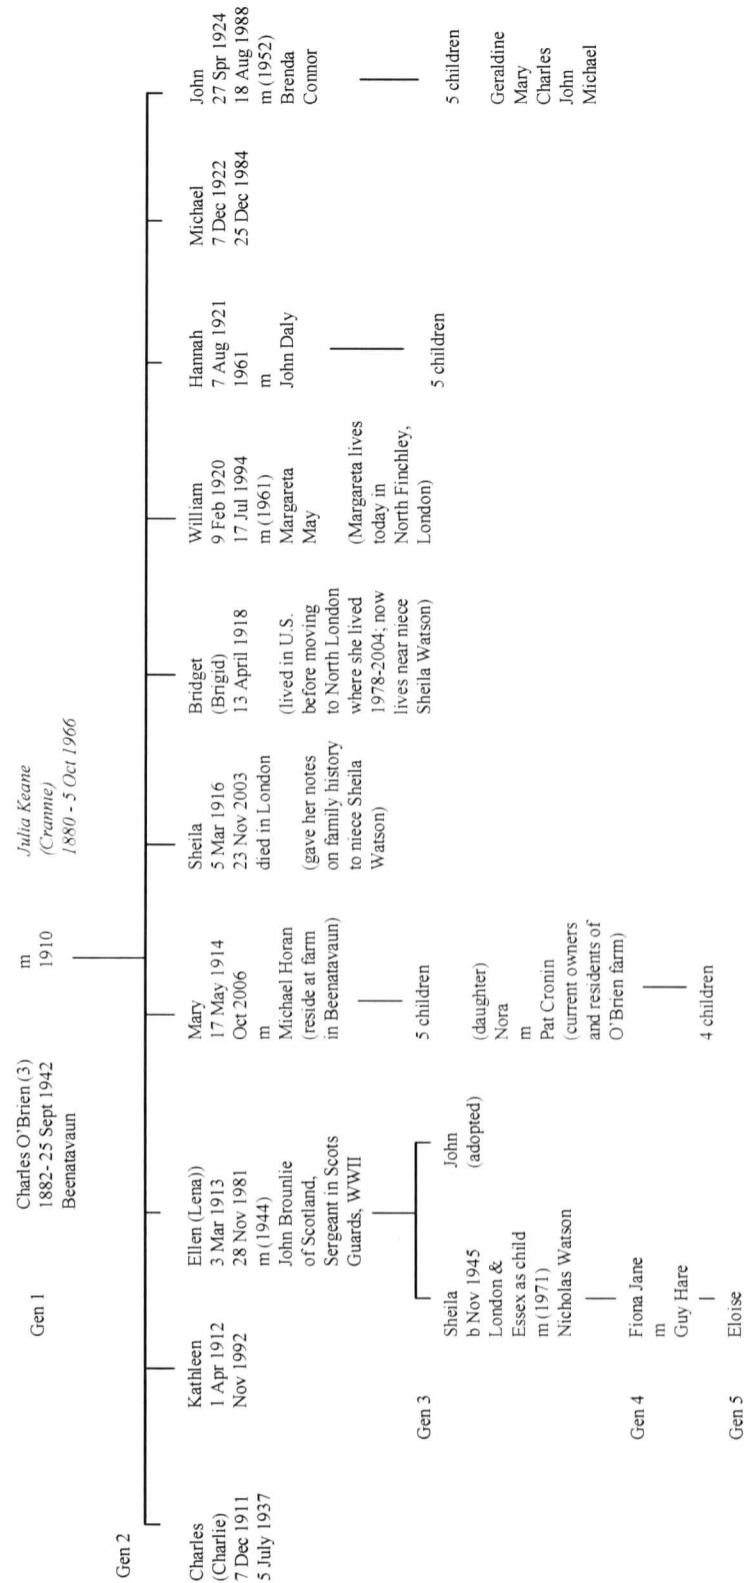 Gen 1
Charles O'Brien (3)
1882- 25 Sept 1942
Beenatavaun
m
1910
Julia Keane
(Crannie)
1880 - 5 Oct 1966
Gen 2
Charles
(Charlie)
7 Dec 1911
5 July 1937
Kathleen
1 Apr 1912
Nov 1992
Ellen (Lena))
3 Mar 1913
28 Nov 1981
m (1944)
John Brounlie
of Scotland,
Sergeant in Scots
Guards, WWII
Mary
17 May 1914
Oct 2006
m
Michael Horan
(reside at farm
in Beenatavaun)
5 children
(daughter)
Nora
m
Pat Cronin
(current owners
and residents of
O'Brien farm)
4 children
Sheila
5 Mar 1916
23 Nov 2003
died in London
(gave her notes
on family history
to niece Sheila
Watson)
Bridget
(Brigid)
13 April 1918
(lived in U.S.
before moving
to North London
where she lived
1978-2004; now
lives near niece
Sheila Watson)
William
9 Feb 1920
17 Jul 1994
m (1961)
Margareta
May
(Margareta lives
today in
North Finchley,
London)
Hannah
7 Aug 1921
1961
m
John Daly
5 children
Michael
7 Dec 1922
25 Dec 1984
John
27 Spr 1924
18 Aug 1988
m (1952)
Brenda
Connor
5 children
Geraldine
Mary
Charles
John
Michael
Gen 3
Sheila
b Nov 1945
London &
Essex as child
m (1971)
Nicholas Watson
John
(adopted)
Gen 4
Fiona Jane
m
Guy Hare
Gen 5
Eloise